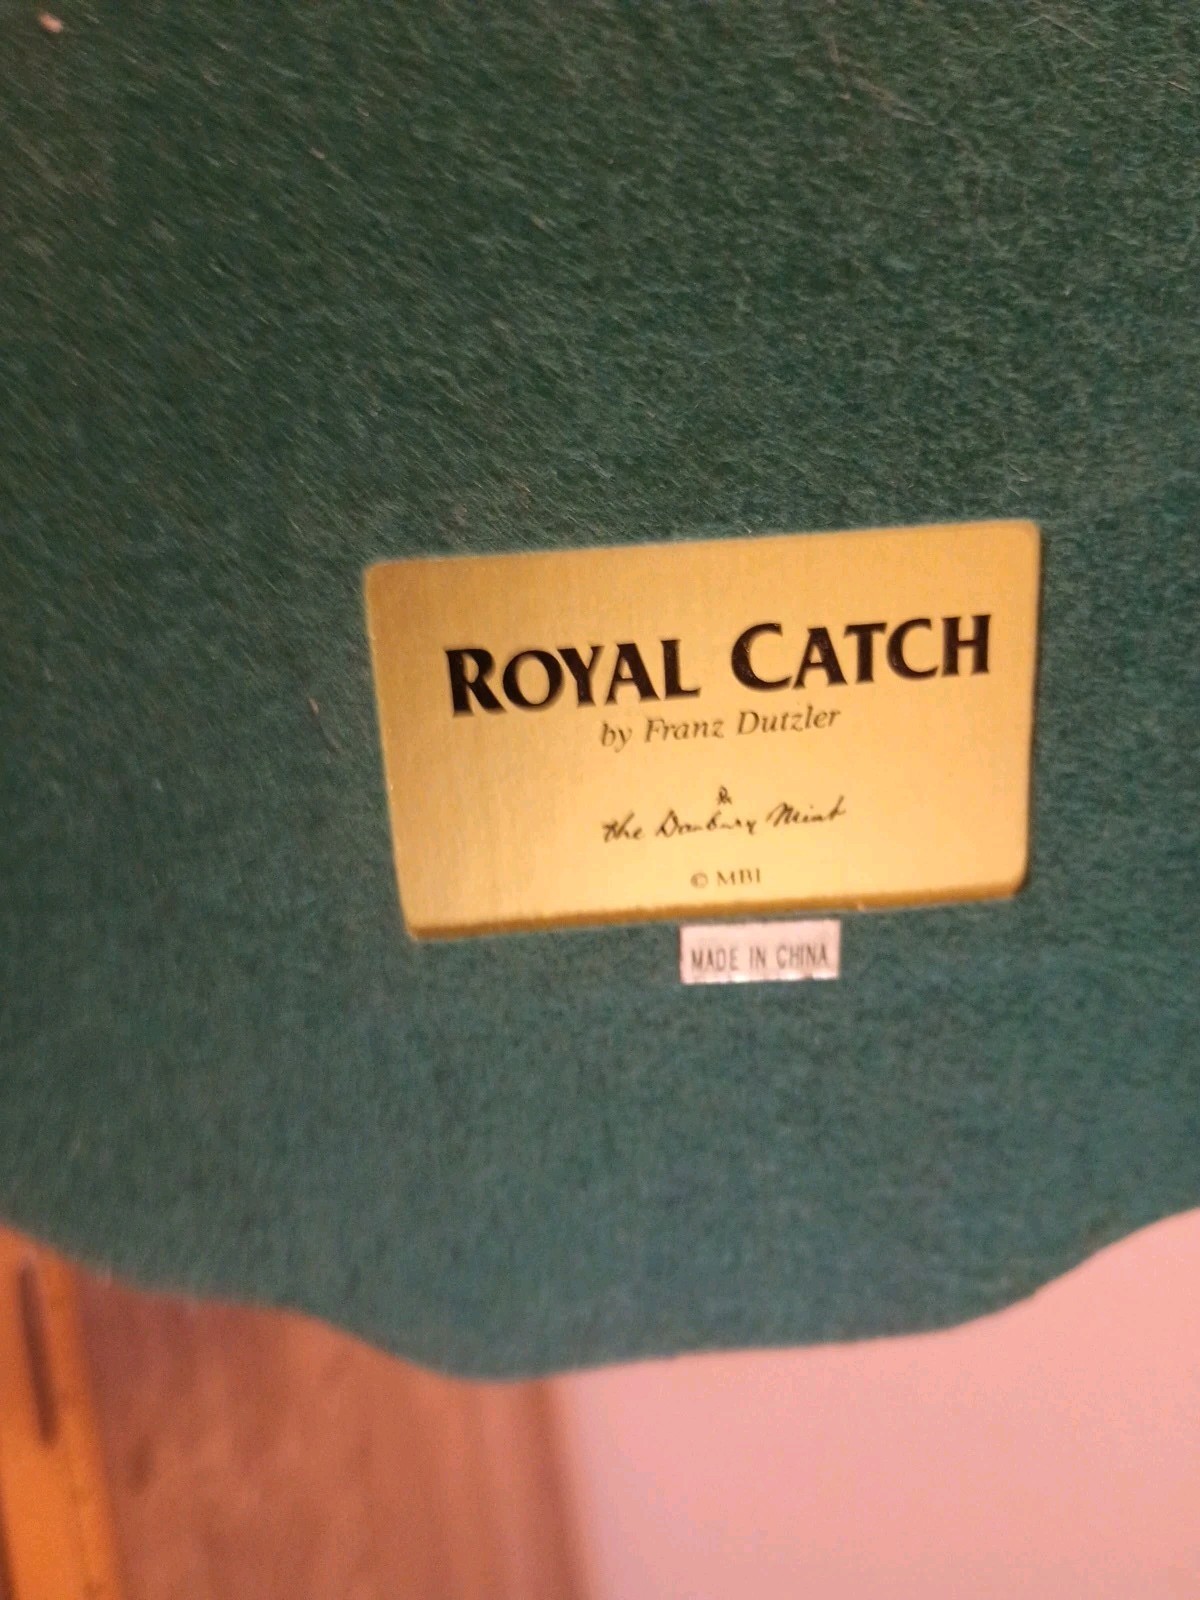 ROYAL CATCH
by Franz Dutzler
the Danbury Mint
© MBI
MADE IN CHINA